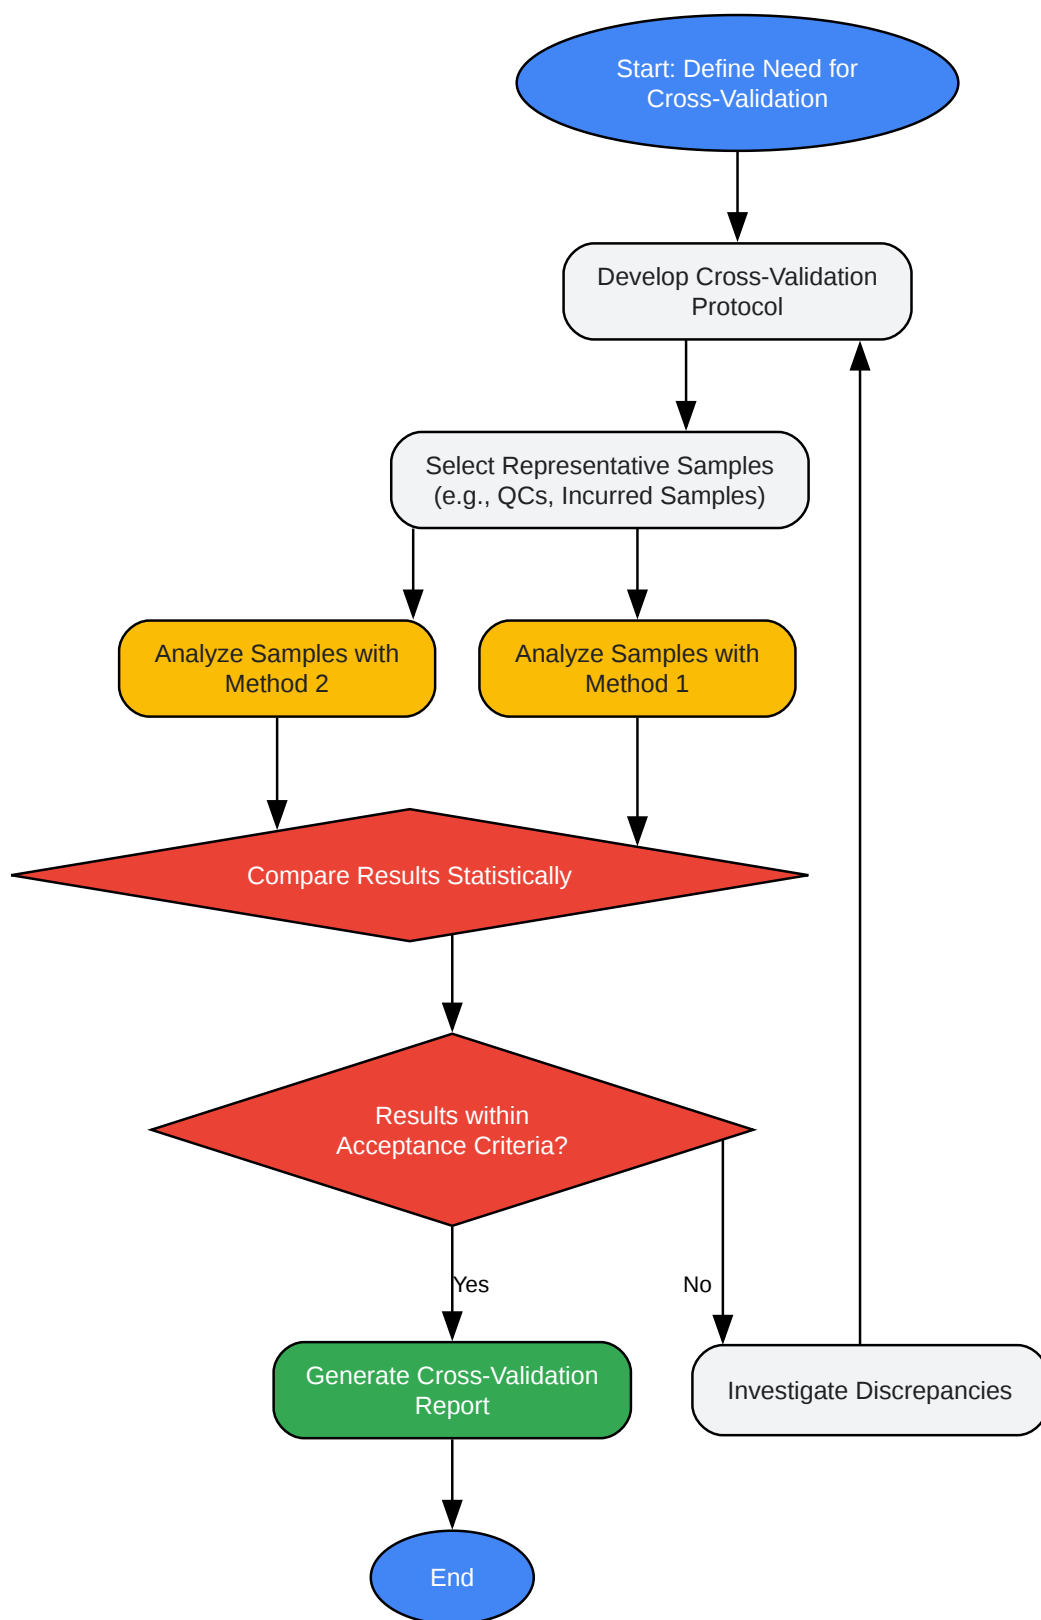 Start: Define Need for
Cross-Validation
Develop Cross-Validation
Protocol
Select Representative Samples
(e.g., QCs, Incurred Samples)
Analyze Samples with
Method 2
Analyze Samples with
Method 1
Compare Results Statistically
Results within
Acceptance Criteria?
Yes
No
Generate Cross-Validation
Report
Investigate Discrepancies
End